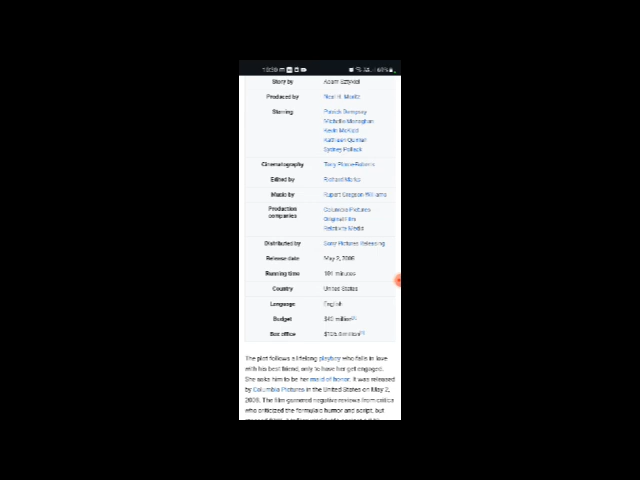 Story by Adam Sztykiel
Produced by Neal H. Moritz
Starring Patrick Dempsey
Michelle Monaghan
Kevin McKidd
Kathleen Quinlan
Sydney Pollack
Cinematography Tony Pierce-Roberts
Edited by Richard Marks
Music by Rupert Gregson-Williams
Production companies Columbia Pictures
Original Film
Relativity Media
Distributed by Sony Pictures Releasing
Release date May 2, 2008
Running time 101 minutes
Country United States
Language English
Budget $40 million
Box office million
The plot follows a lifelong playboy who falls in love
with his best friend, only to have her get engaged.
She asks him to be her maid of honor. It was released
by Columbia Pictures in the United States on May 2,
2008. The film garnered negative reviews from critics
who criticized the formulaic humor and script, but